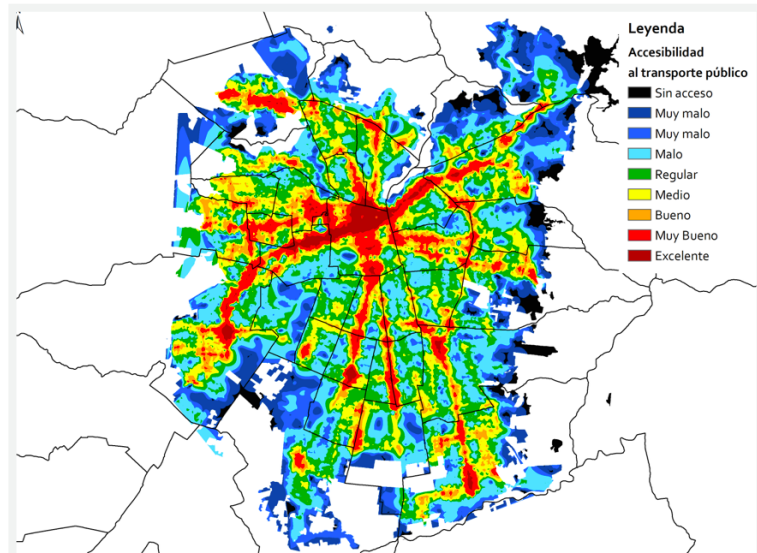 Leyenda
Accesibilidad
al transporte público
Sin acceso
Muy malo
Muy malo
Malo
Regular
Medio
Bueno
Muy Bueno
Excelente